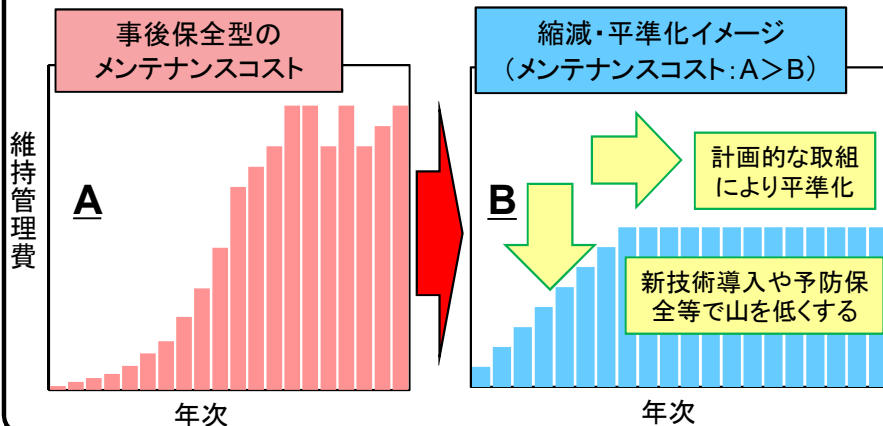 事後保全型の
メンテナンスコスト
維持管理費
A
年次
縮減・平準化イメージ
(メンテナンスコスト:A>B)
計画的な取組
により平準化
B
新技術導入や予防保
全等で山を低くする
年次